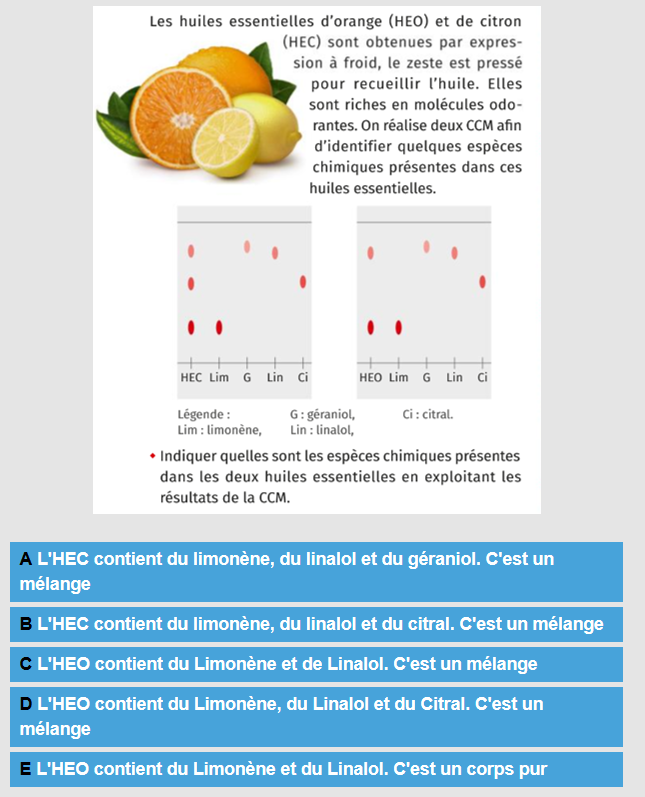 Les huiles essentielles d'orange (HEO) et de citron
(HEC) sont obtenues par expres-
sion à froid, le zeste est pressé
pour recueillir l'huile. Elles
sont riches en molécules odo-
rantes. On réalise deux CCM afin
d'identifier quelques espèces
chimiques présentes dans ces
huiles essentielles.
HEC Lim G Lin Ci
HEO Lim G Lin Ci
Légende : G : géraniol, Ci : citral.
Lim : limonène, Lin : linalol,
• Indiquer quelles sont les espèces chimiques présentes
dans les deux huiles essentielles en exploitant les
résultats de la CCM.
A L'HEC contient du limonène, du linalol et du géraniol. C'est un
mélange
B L'HEC contient du limonène, du linalol et du citral. C'est un mélange
C L'HEO contient du Limonène et de Linalol. C'est un mélange
D L'HEO contient du Limonène, du Linalol et du Citral. C'est un
mélange
E L'HEO contient du Limonène et du Linalol. C'est un corps pur